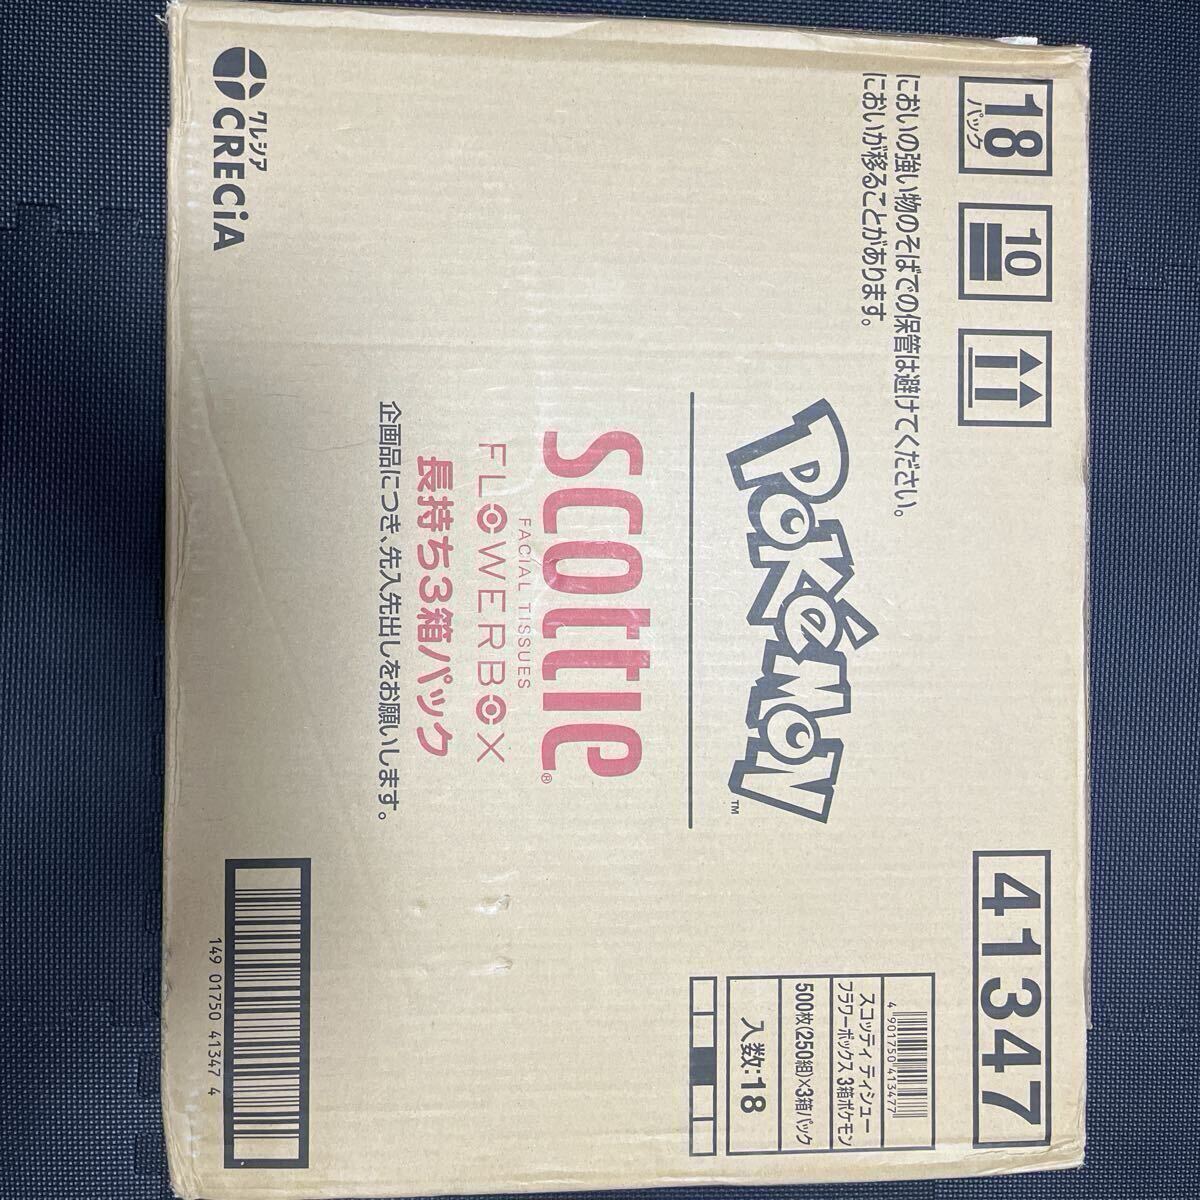 18
パック
10
41347
においの強い物のそばでの保管は避けてください。
においが移ることがあります。
POKéMON
TM
scottie®
FACIAL TISSUES
FLOWERBOX
長持ち3箱パック
企画品につき、先入先出しをお願いします。
4 901750 413477
スコッティ ティシュー
フラワーボックス 3箱ポケモン
500枚(250組)×3箱パック
入数:18
クレシア
CRECiA
149 01750 41347 4